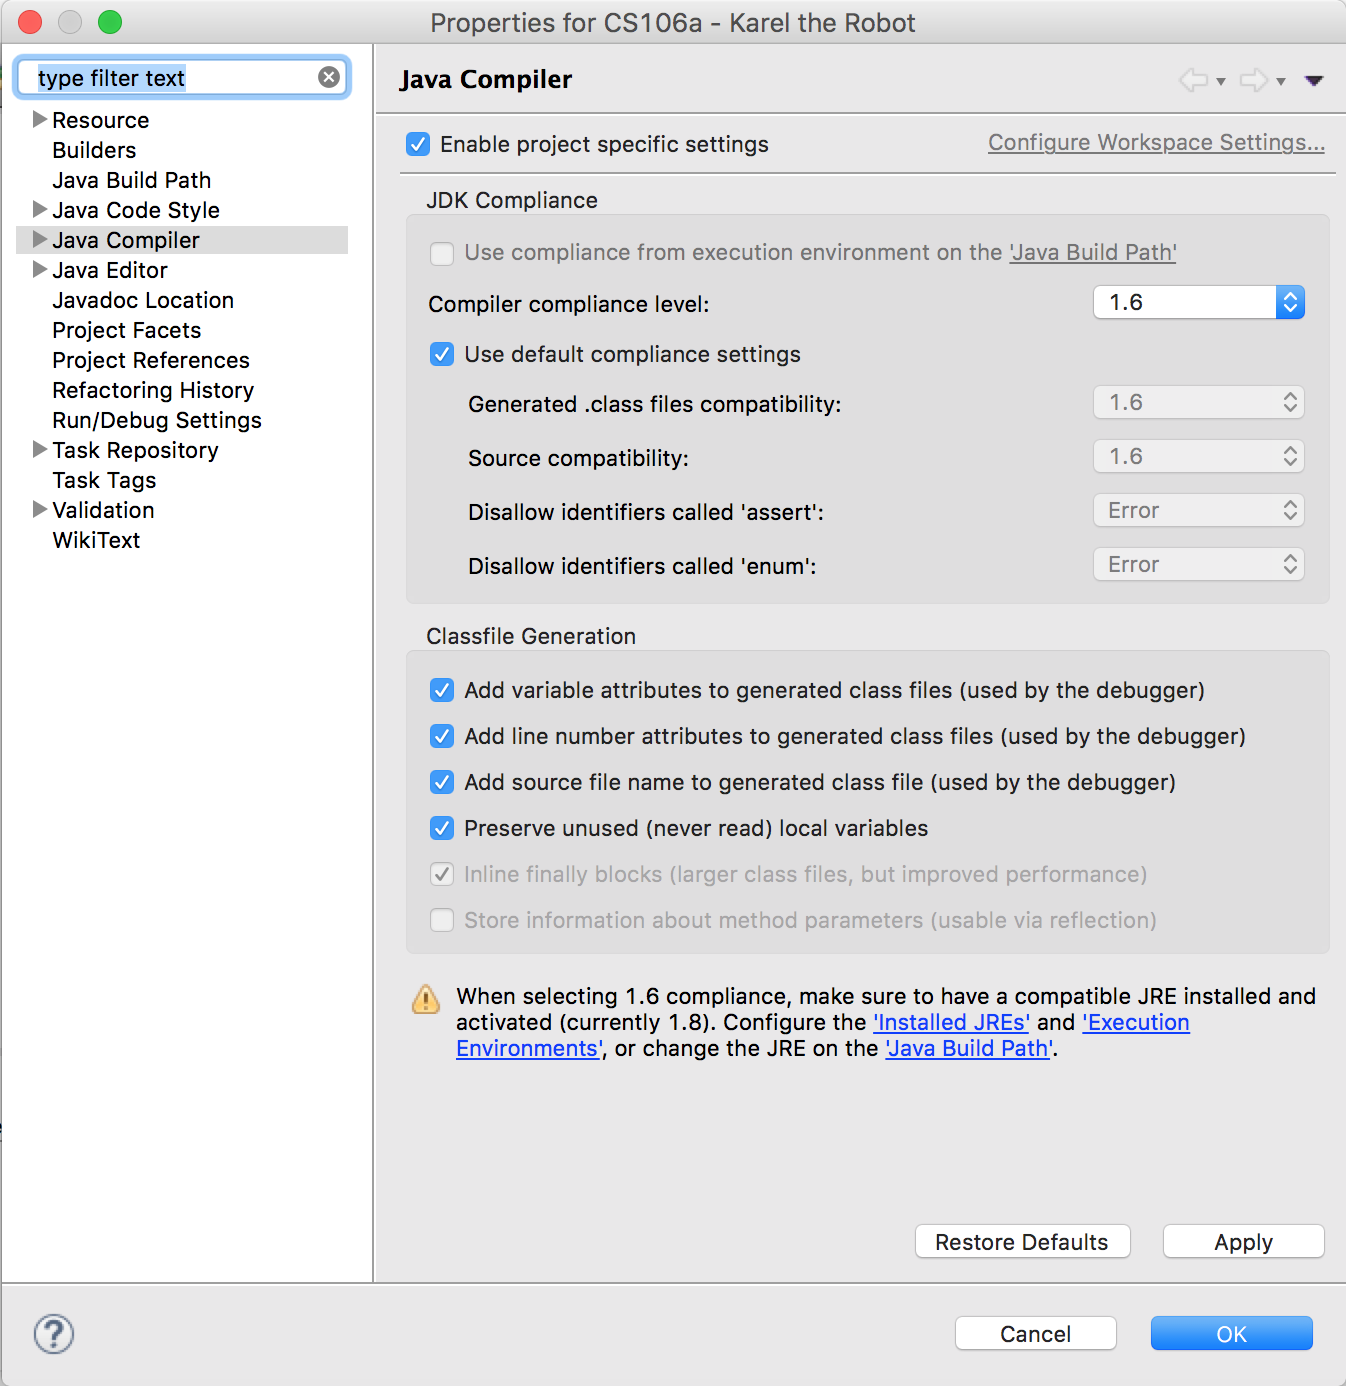 Properties for CS106a - Karel the Robot
type filter text
Resource
Builders
Java Build Path
Java Code Style
Java Compiler
Java Editor
Javadoc Location
Project Facets
Project References
Refactoring History
Run/Debug Settings
Task Repository
Task Tags
Validation
WikiText
Java Compiler
Enable project specific settings
Configure Workspace Settings...
JDK Compliance
Use compliance from execution environment on the 'Java Build Path'
Compiler compliance level: 1.6
Use default compliance settings
Generated .class files compatibility: 1.6
Source compatibility: 1.6
Disallow identifiers called 'assert': Error
Disallow identifiers called 'enum': Error
Classfile Generation
Add variable attributes to generated class files (used by the debugger)
Add line number attributes to generated class files (used by the debugger)
Add source file name to generated class file (used by the debugger)
Preserve unused (never read) local variables
Inline finally blocks (larger class files, but improved performance)
Store information about method parameters (usable via reflection)
When selecting 1.6 compliance, make sure to have a compatible JRE installed and
activated (currently 1.8). Configure the 'Installed JREs' and 'Execution
Environments', or change the JRE on the 'Java Build Path'.
Restore Defaults
Apply
?
Cancel
OK